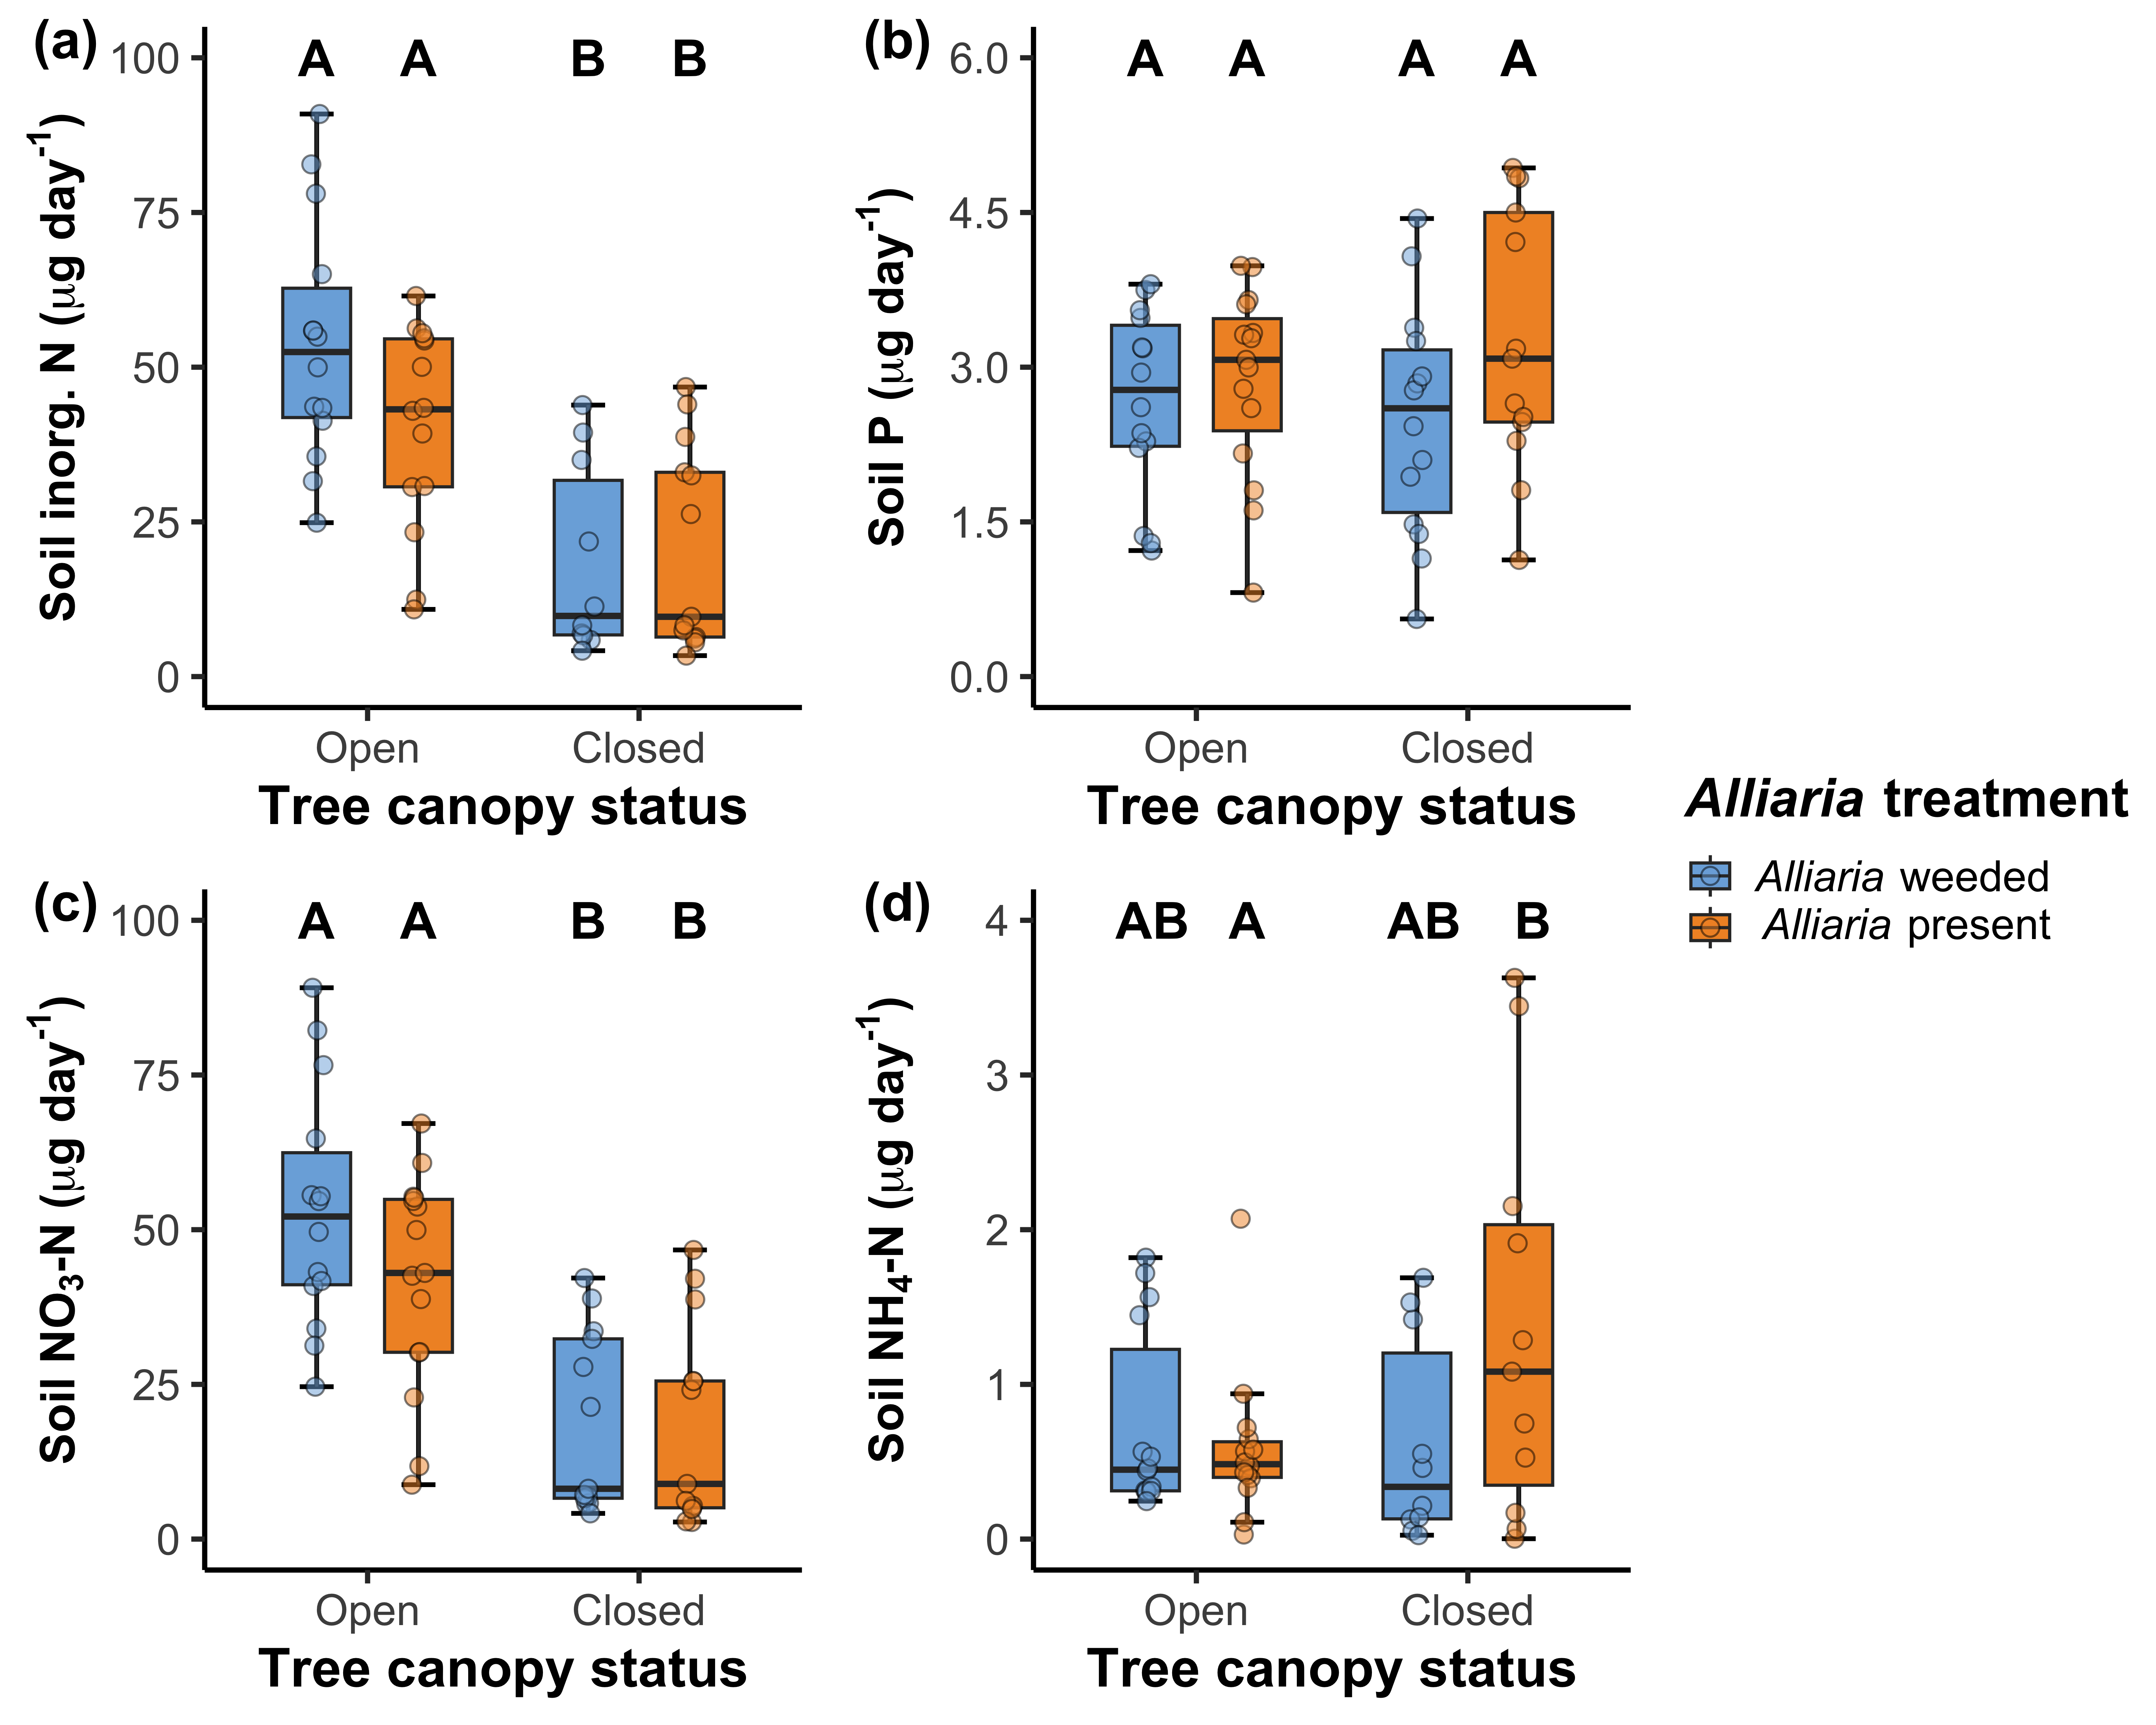 (a)
A A B B
100
75
50
25
0
Soil inorg. N (µg day⁻¹)
Open Closed
Tree canopy status
(b)
A A A A
6.0
4.5
3.0
1.5
0.0
Soil P (µg day⁻¹)
Open Closed
Tree canopy status
Alliaria treatment
Alliaria weeded
Alliaria present
(c)
A A B B
100
75
50
25
0
Soil NO₃-N (µg day⁻¹)
Open Closed
Tree canopy status
(d)
AB A AB B
4
3
2
1
0
Soil NH₄-N (µg day⁻¹)
Open Closed
Tree canopy status